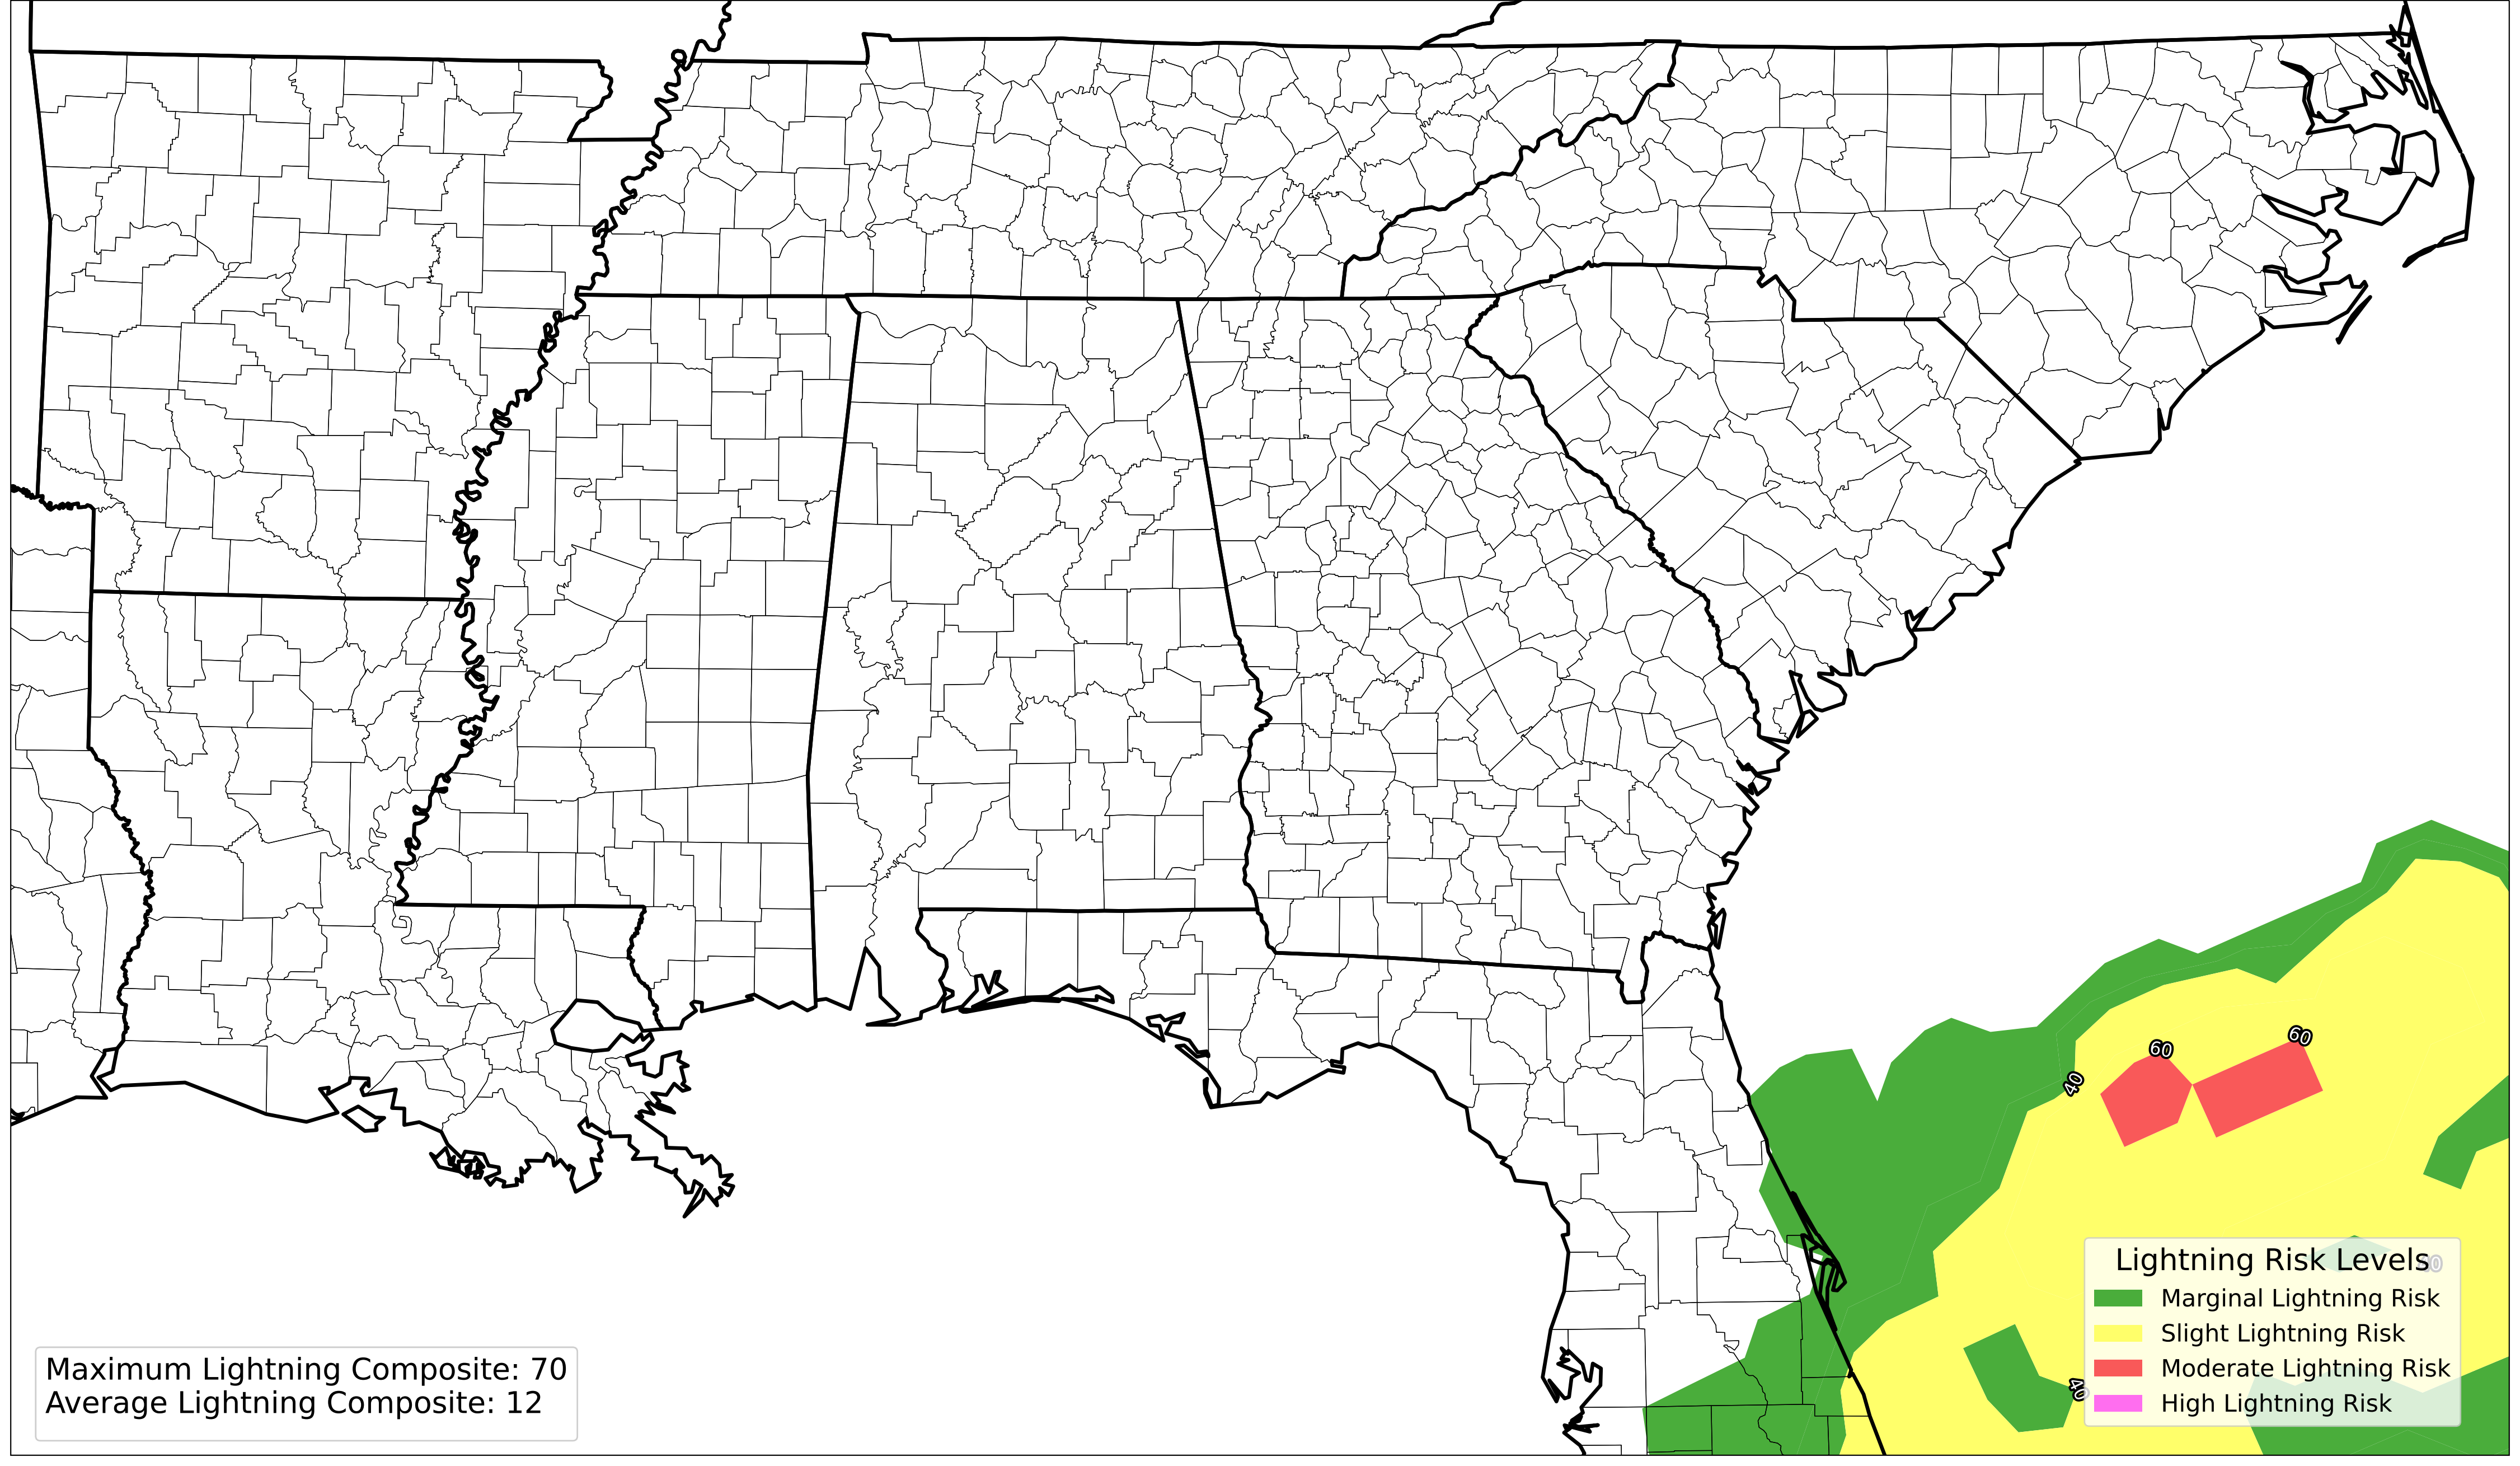 60
60
40
Lightning Risk Levels
Marginal Lightning Risk
Slight Lightning Risk
Moderate Lightning Risk
High Lightning Risk
40
Maximum Lightning Composite: 70
Average Lightning Composite: 12